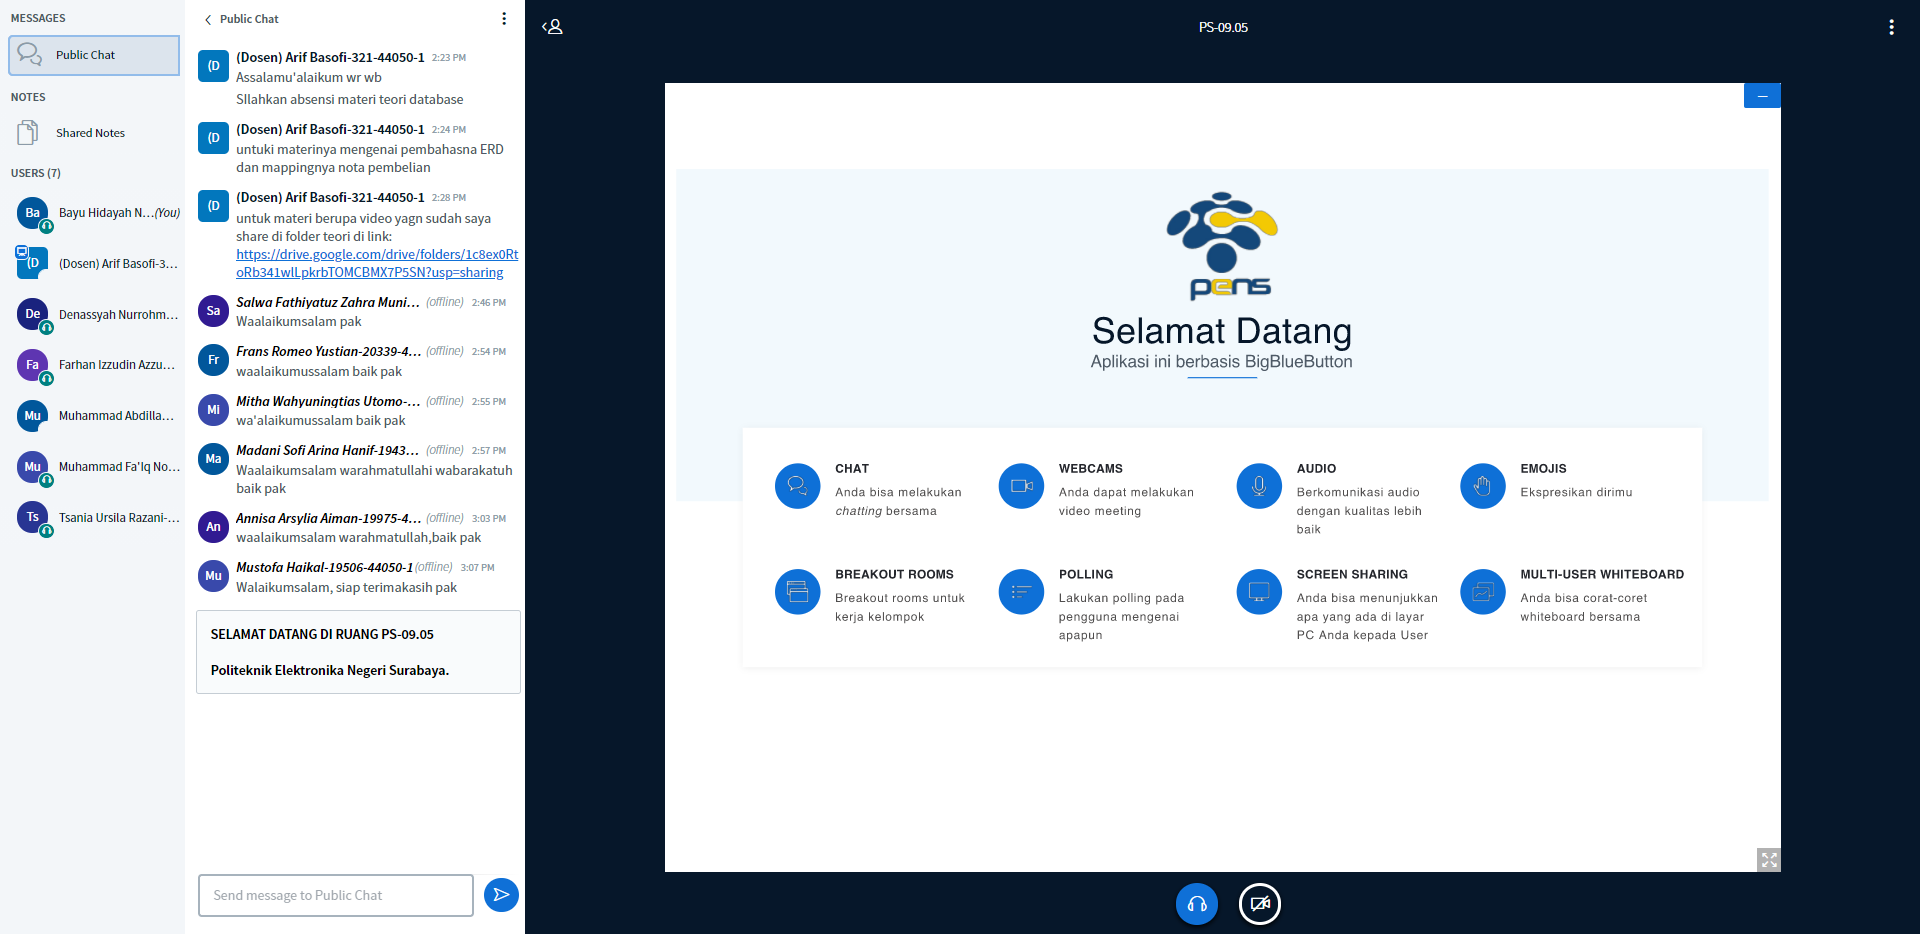 MESSAGES
Public Chat
NOTES
Shared Notes
USERS (7)
Ba
Bayu Hidayah N... (You)
(D
(Dosen) Arif Basofi-3...
De
Denassyah Nurrohm...
Fa
Farhan Izzudin Azzu...
Mu
Muhammad Abdilla...
Mu
Muhammad Fa'Iq No...
Ts
Tsania Ursila Razani-...
Public Chat
(D
(Dosen) Arif Basofi-321-44050-1 2:23 PM
Assalamu'alaikum wr wb
SIlahkan absensi materi teori database
(D
(Dosen) Arif Basofi-321-44050-1 2:24 PM
untuki materinya mengenai pembahasna ERD
dan mappingnya nota pembelian
(D
(Dosen) Arif Basofi-321-44050-1 2:28 PM
untuk materi berupa video yagn sudah saya
share di folder teori di link:
https://drive.google.com/drive/folders/1c8ex0Rt
oRb341wlLpkrbTOMCBMX7P5SN?usp=sharing
Sa
Salwa Fathiyatuz Zahra Muni... (offline) 2:46 PM
Waalaikumsalam pak
Fr
Frans Romeo Yustian-20339-4... (offline) 2:54 PM
waalaikumussalam baik pak
Mi
Mitha Wahyuningtias Utomo-... (offline) 2:55 PM
wa'alaikumussalam baik pak
Ma
Madani Sofi Arina Hanif-1943... (offline) 2:57 PM
Waalaikumsalam warahmatullahi wabarakatuh
baik pak
An
Annisa Arsylia Aiman-19975-4... (offline) 3:03 PM
waalaikumsalam warahmatullah,baik pak
Mu
Mustofa Haikal-19506-44050-1 (offline) 3:07 PM
Walaikumsalam, siap terimakasih pak
SELAMAT DATANG DI RUANG PS-09.05
Politeknik Elektronika Negeri Surabaya.
Send message to Public Chat
PS-09.05
pens
Selamat Datang
Aplikasi ini berbasis BigBlueButton
CHAT
Anda bisa melakukan
chatting bersama
WEBCAMS
Anda dapat melakukan
video meeting
AUDIO
Berkomunikasi audio
dengan kualitas lebih
baik
EMOJIS
Ekspresikan dirimu
BREAKOUT ROOMS
Breakout rooms untuk
kerja kelompok
POLLING
Lakukan polling pada
pengguna mengenai
apapun
SCREEN SHARING
Anda bisa menunjukkan
apa yang ada di layar
PC Anda kepada User
MULTI-USER WHITEBOARD
Anda bisa corat-coret
whiteboard bersama